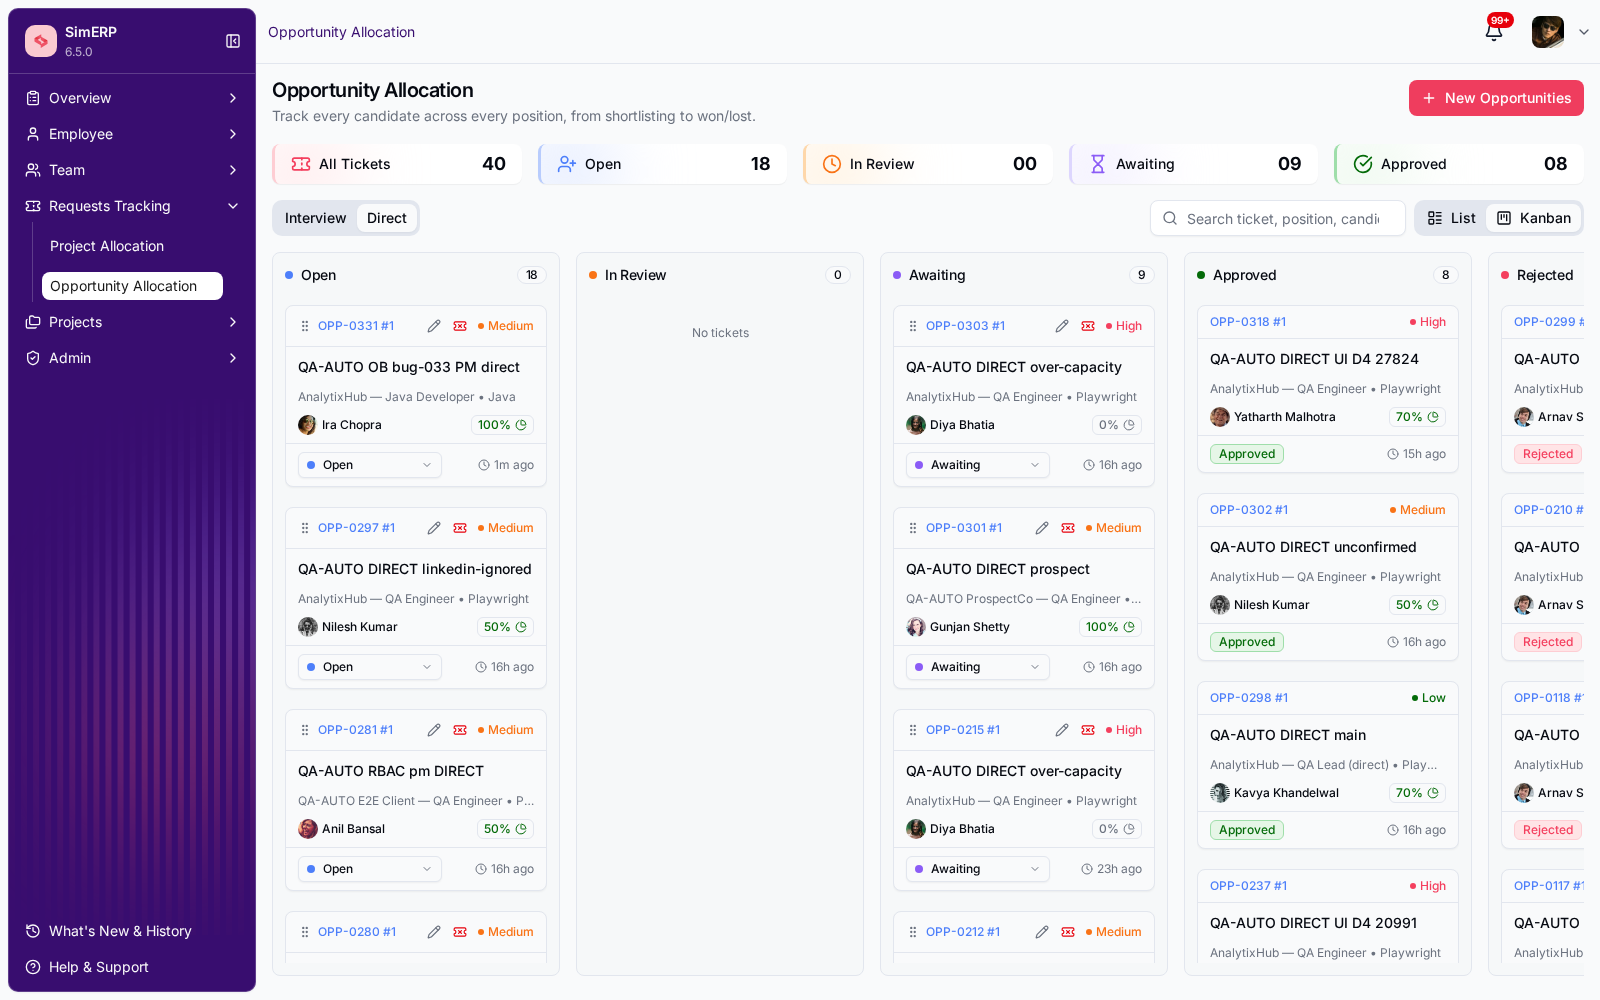 SimERP
6.5.0
Overview
Employee
Team
Requests Tracking
Project Allocation
Opportunity Allocation
Projects
Admin
What's New & History
Help & Support
Opportunity Allocation
99+
Opportunity Allocation
Track every candidate across every position, from shortlisting to won/lost.
New Opportunities
All Tickets 40
Open 18
In Review 00
Awaiting 09
Approved 08
Interview Direct
Search ticket, position, candi
List Kanban
Open 18
OPP-0331 #1 Medium
QA-AUTO OB bug-033 PM direct
AnalytixHub — Java Developer • Java
Ira Chopra 100%
Open 1m ago
OPP-0297 #1 Medium
QA-AUTO DIRECT linkedin-ignored
AnalytixHub — QA Engineer • Playwright
Nilesh Kumar 50%
Open 16h ago
OPP-0281 #1 Medium
QA-AUTO RBAC pm DIRECT
QA-AUTO E2E Client — QA Engineer • P...
Anil Bansal 50%
Open 16h ago
OPP-0280 #1 Medium
In Review 0
No tickets
Awaiting 9
OPP-0303 #1 High
QA-AUTO DIRECT over-capacity
AnalytixHub — QA Engineer • Playwright
Diya Bhatia 0%
Awaiting 16h ago
OPP-0301 #1 Medium
QA-AUTO DIRECT prospect
QA-AUTO ProspectCo — QA Engineer •...
Gunjan Shetty 100%
Awaiting 16h ago
OPP-0215 #1 High
QA-AUTO DIRECT over-capacity
AnalytixHub — QA Engineer • Playwright
Diya Bhatia 0%
Awaiting 23h ago
OPP-0212 #1 Medium
Approved 8
OPP-0318 #1 High
QA-AUTO DIRECT UI D4 27824
AnalytixHub — QA Engineer • Playwright
Yatharth Malhotra 70%
Approved 15h ago
OPP-0302 #1 Medium
QA-AUTO DIRECT unconfirmed
AnalytixHub — QA Engineer • Playwright
Nilesh Kumar 50%
Approved 16h ago
OPP-0298 #1 Low
QA-AUTO DIRECT main
AnalytixHub — QA Lead (direct) • Play...
Kavya Khandelwal 70%
Approved 16h ago
OPP-0237 #1 High
QA-AUTO DIRECT UI D4 20991
AnalytixHub — QA Engineer • Playwright
Rejected
OPP-0299 #
QA-AUTO
AnalytixHub
Arnav S
Rejected
OPP-0210 #
QA-AUTO
AnalytixHub
Arnav S
Rejected
OPP-0118 #1
QA-AUTO
AnalytixHub
Arnav S
Rejected
OPP-0117 #1
QA-AUTO
AnalytixHub